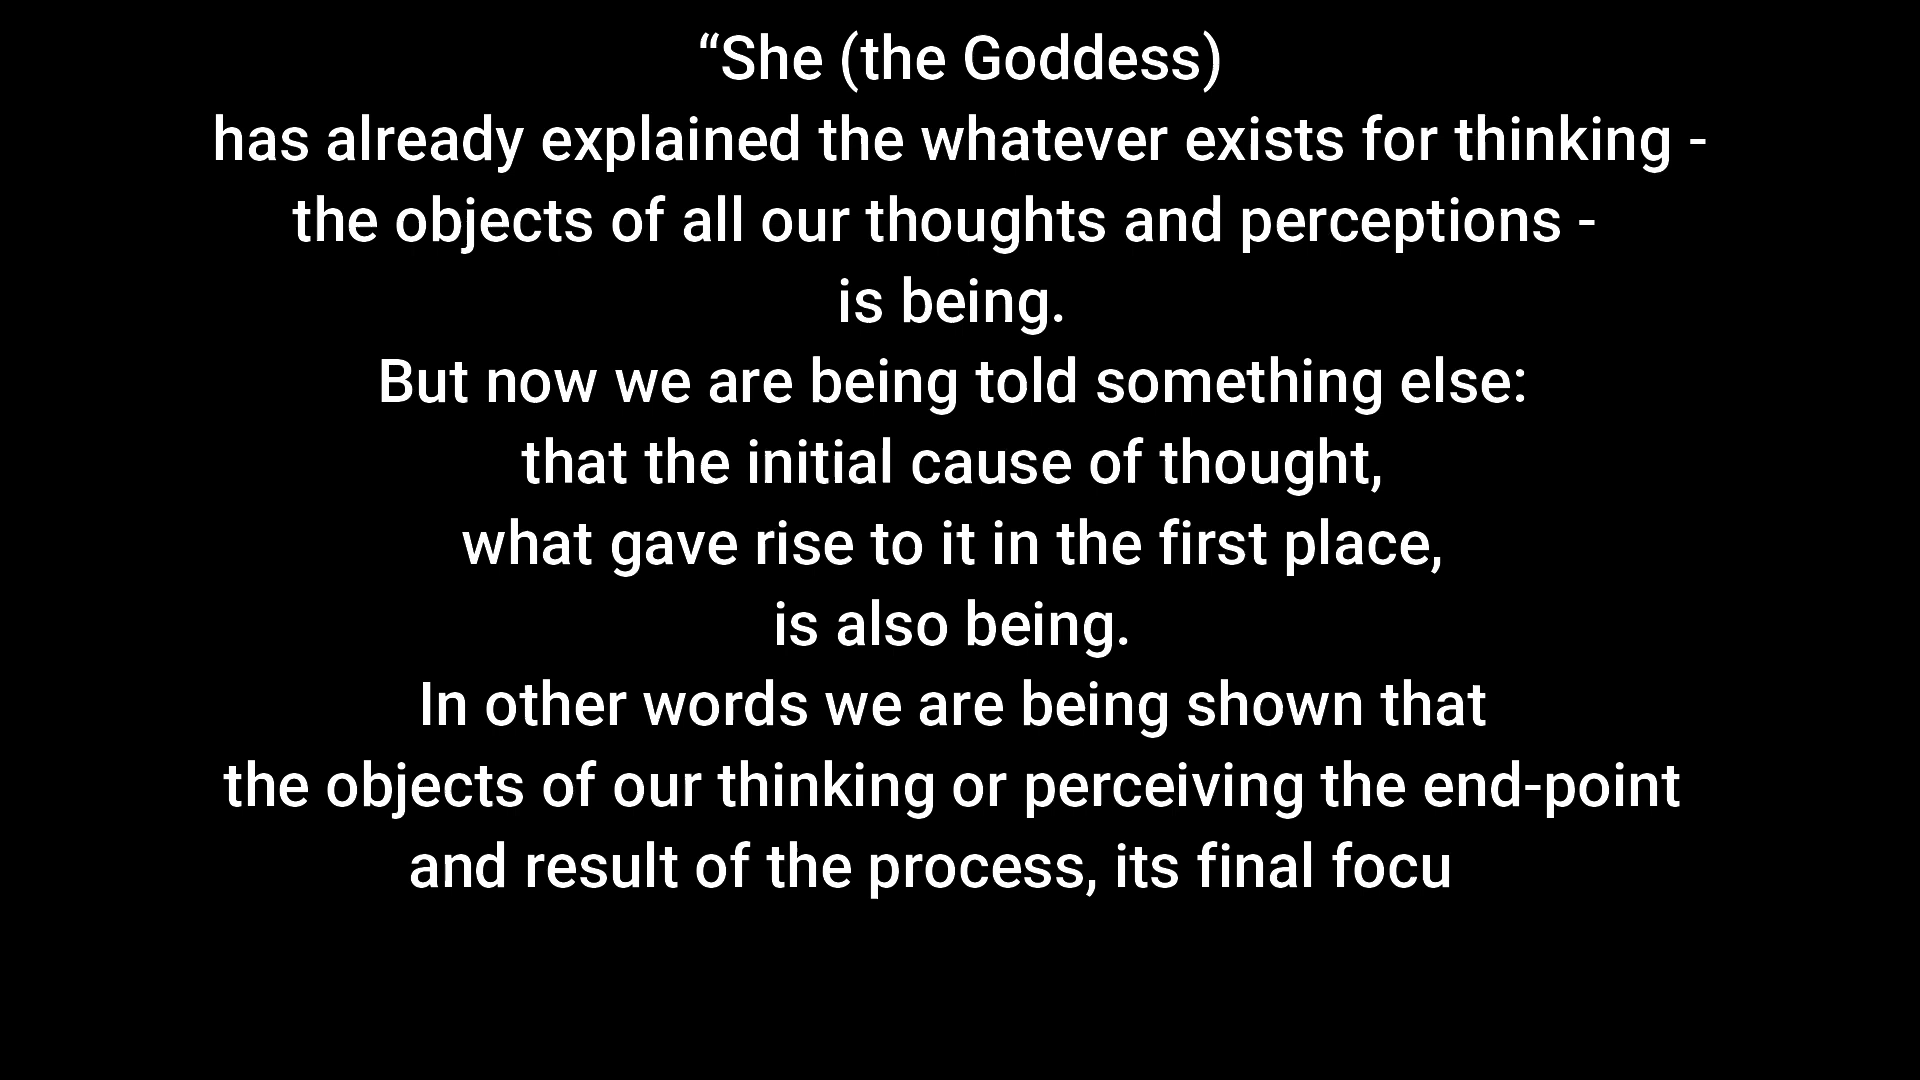 “She (the Goddess)
has already explained the whatever exists for thinking -
the objects of all our thoughts and perceptions -
is being.
But now we are being told something else:
that the initial cause of thought,
what gave rise to it in the first place,
is also being.
In other words we are being shown that
the objects of our thinking or perceiving the end-point
and result of the process, its final focu